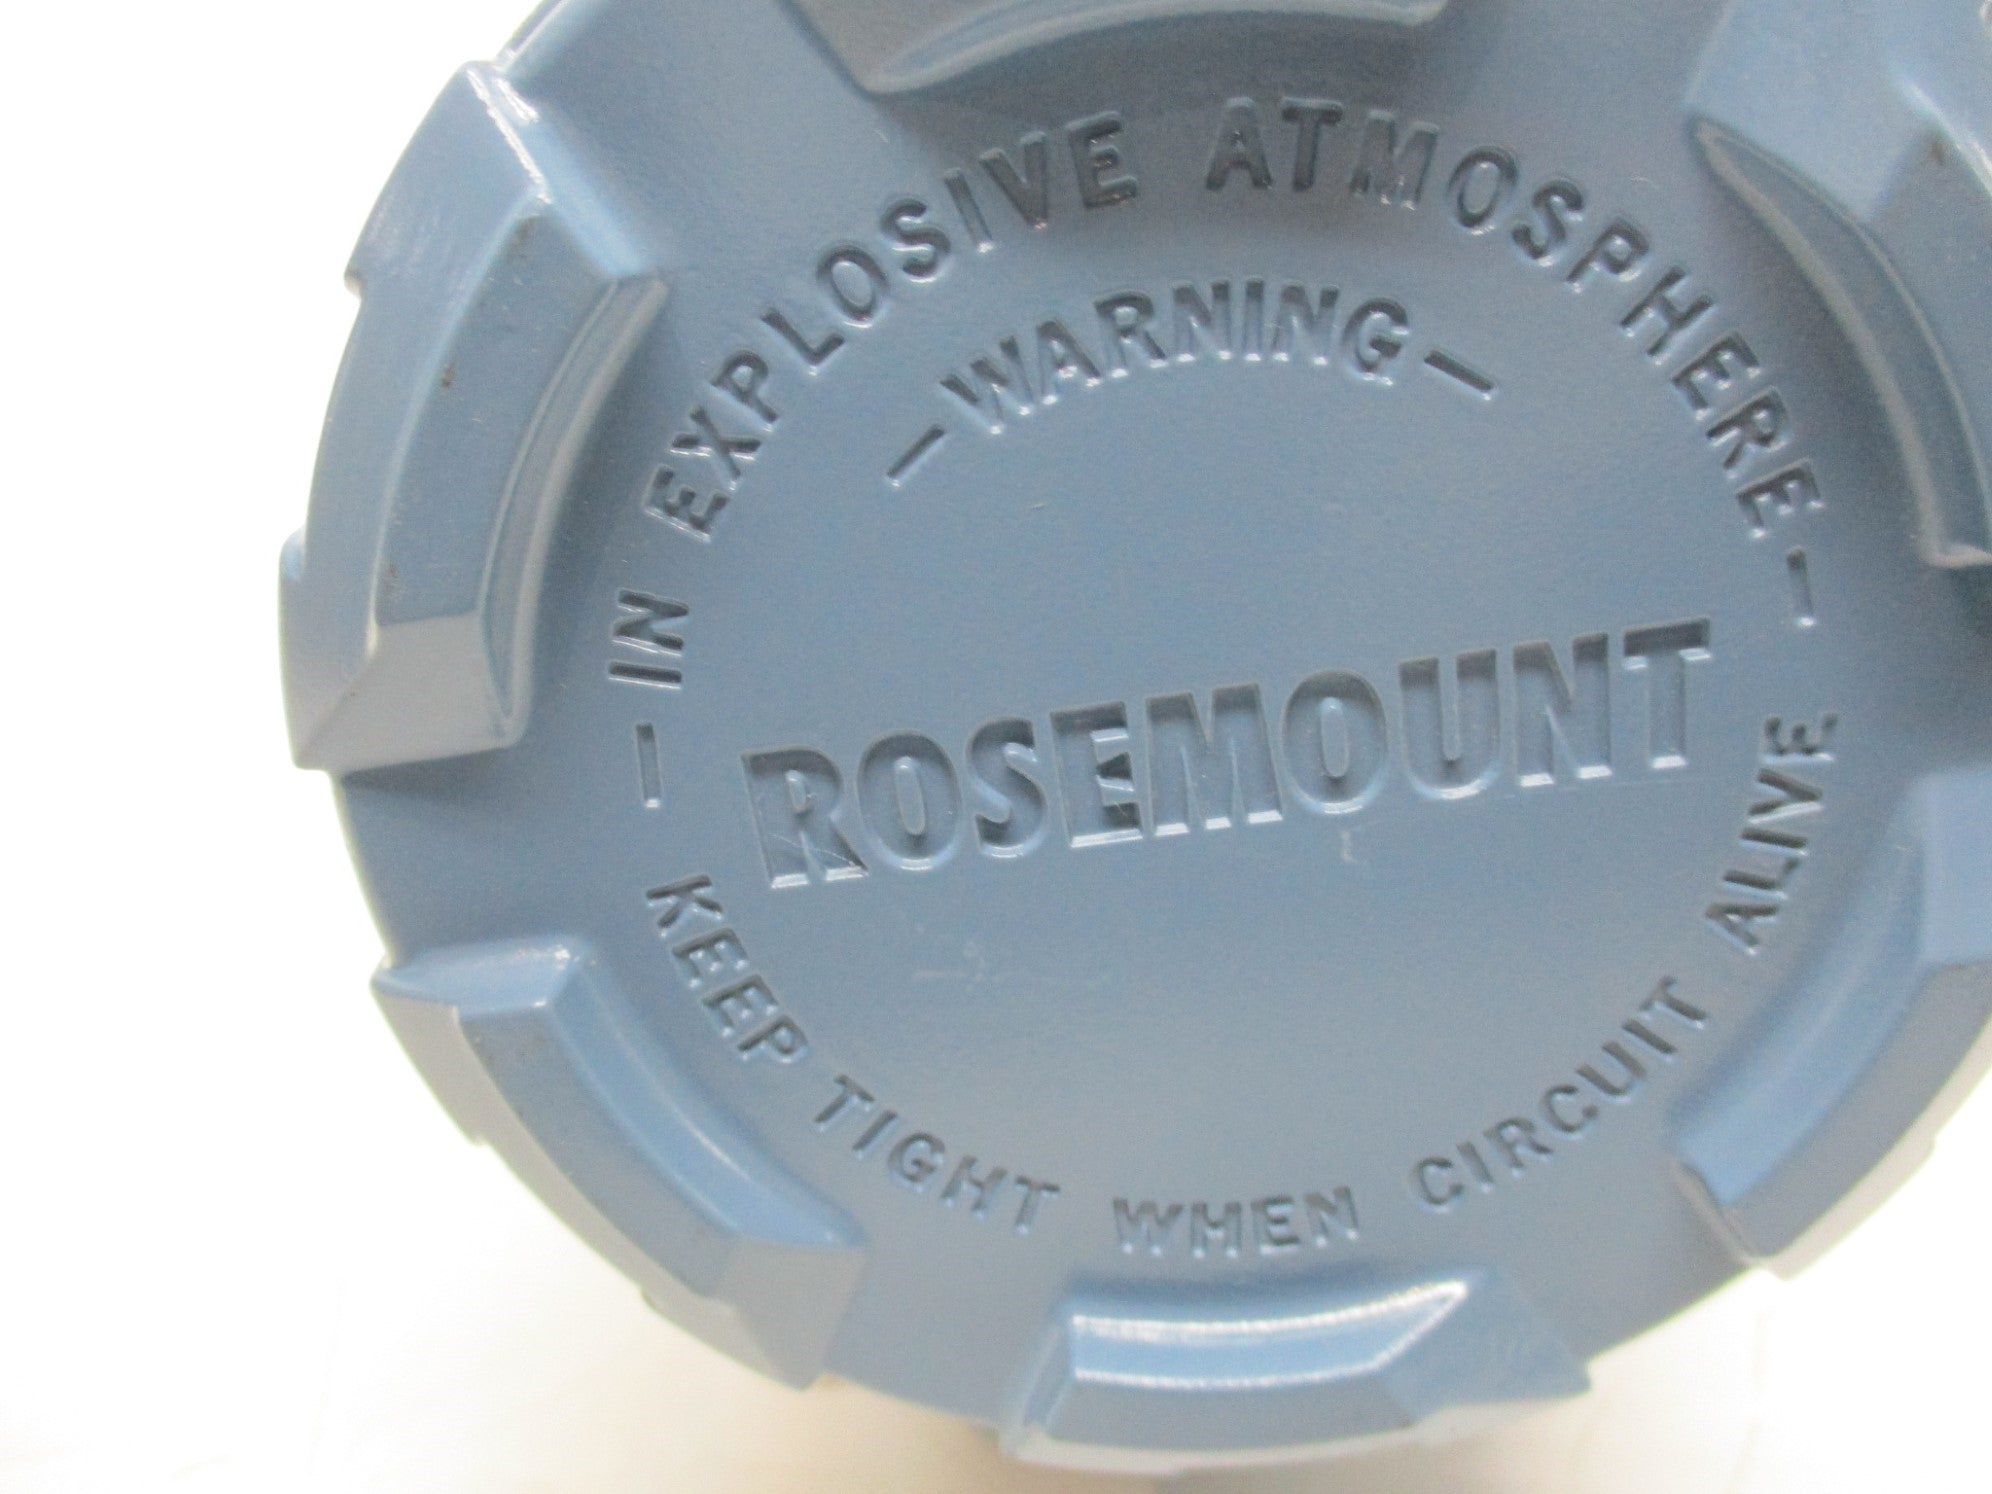 - IN EXPLOSIVE ATMOSPHERE -
- WARNING -
ROSEMOUNT
KEEP TIGHT WHEN CIRCUIT ALIVE